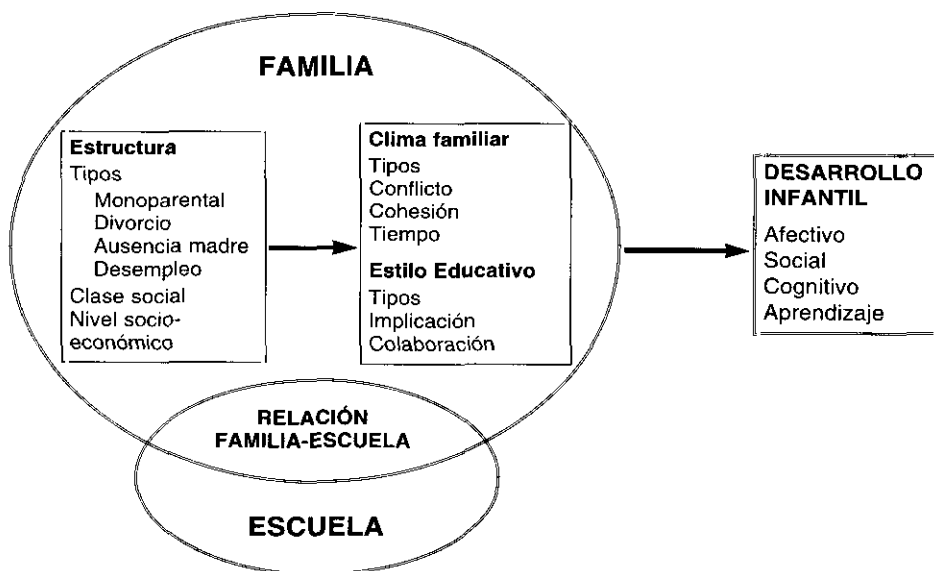 FAMILIA
Estructura
Tipos
Monoparental
Divorcio
Ausencia madre
Desempleo
Clase social
Nivel socio-
económico
Clima familiar
Tipos
Conflicto
Cohesión
Tiempo
Estilo Educativo
Tipos
Implicación
Colaboración
DESARROLLO
INFANTIL
Afectivo
Social
Cognitivo
Aprendizaje
RELACIÓN
FAMILIA-ESCUELA
ESCUELA